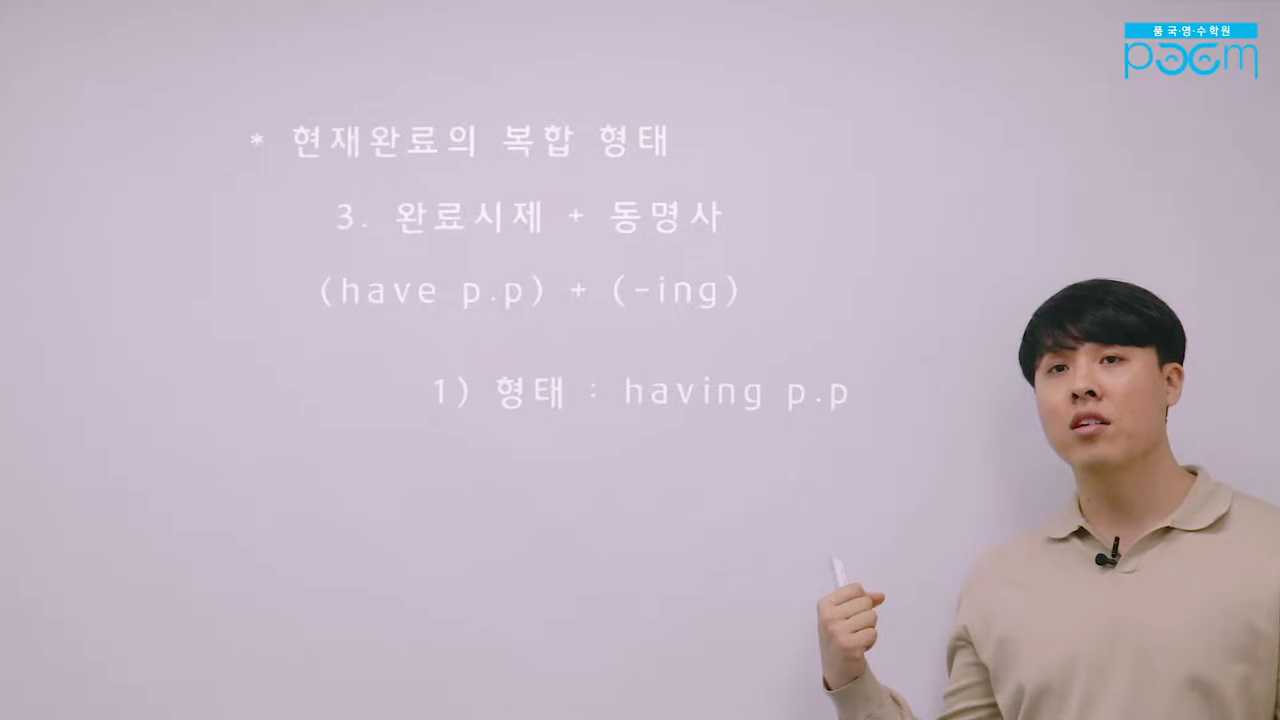 품 국·영·수 학원
poem
* 현재완료의 복합 형태
3. 완료시제 + 동명사
(have p.p) + (-ing)
1) 형태 : having p.p